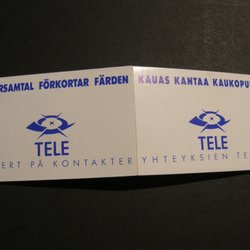 RSAMTAL FÖRKORTAR FÄRDEN
TELE
ERT PÅ KONTAKTER
KAUAS KANTAA KAUKOPU
TELE
YHTEYKSIEN TE